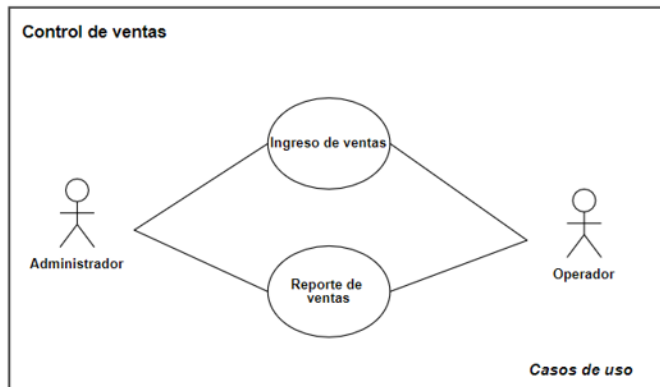 Control de ventas
Ingreso de ventas
Administrador
Operador
Reporte de
ventas
Casos de uso